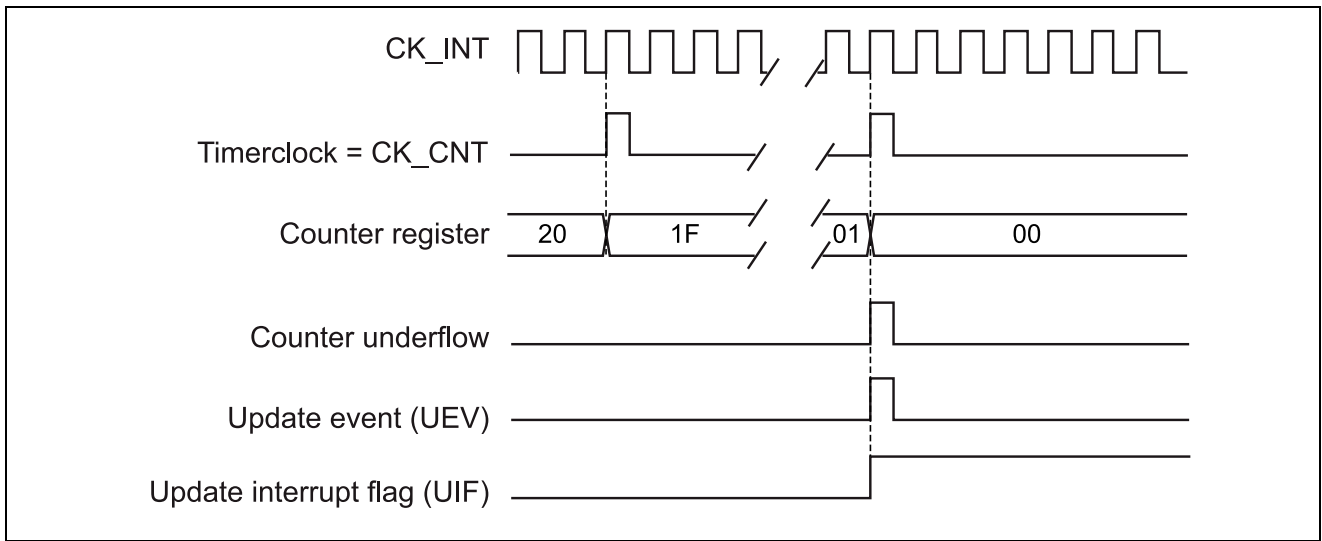 CK_INT
Timerclock = CK_CNT
Counter register 20 1F 01 00
Counter underflow
Update event (UEV)
Update interrupt flag (UIF)